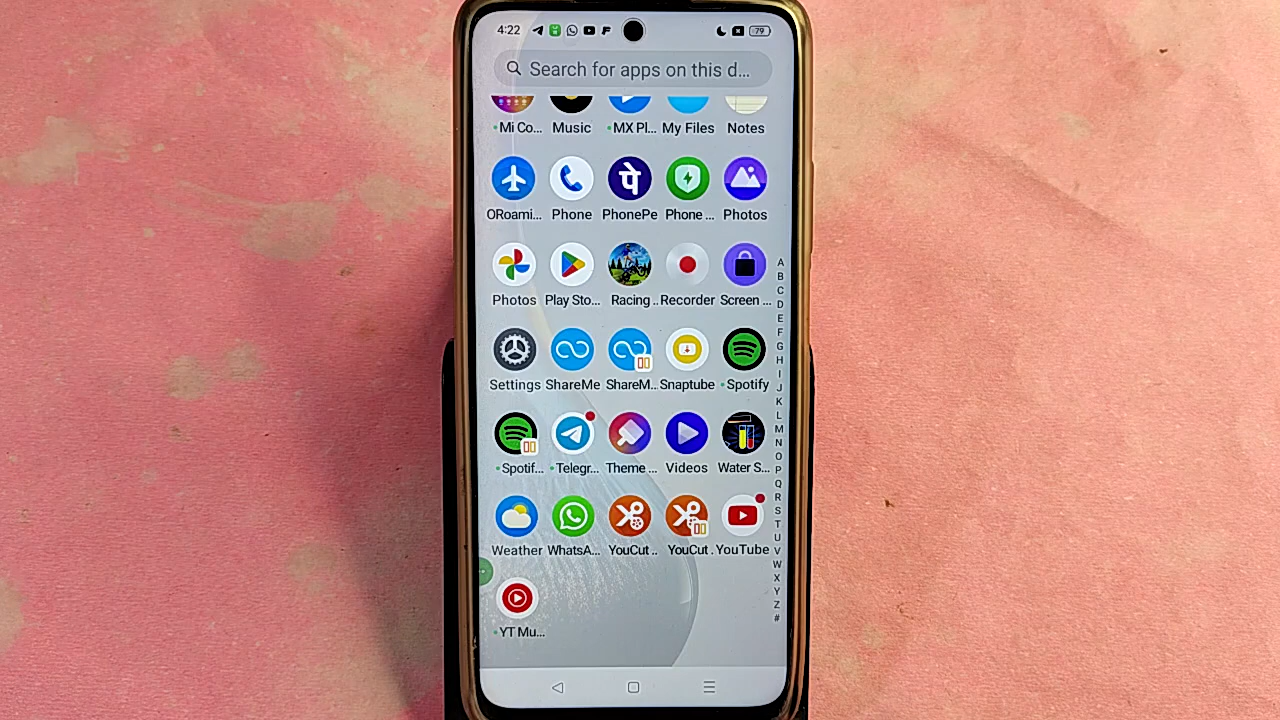 4:22 79
Search for apps on this d...
Mi Co... Music MX Pl... My Files Notes
पे
ORoami... Phone PhonePe Phone ... Photos
Photos Play Sto... Racing .. Recorder Screen ...
Settings ShareMe ShareM... Snaptube Spotify
Spotif... Telegr... Theme ... Videos Water S...
Weather WhatsA... YouCut .. YouCut . YouTube
YT Mu...
A
B
C
D
E
F
G
H
I
J
K
L
M
N
O
P
Q
R
S
T
U
V
W
X
Y
Z
#